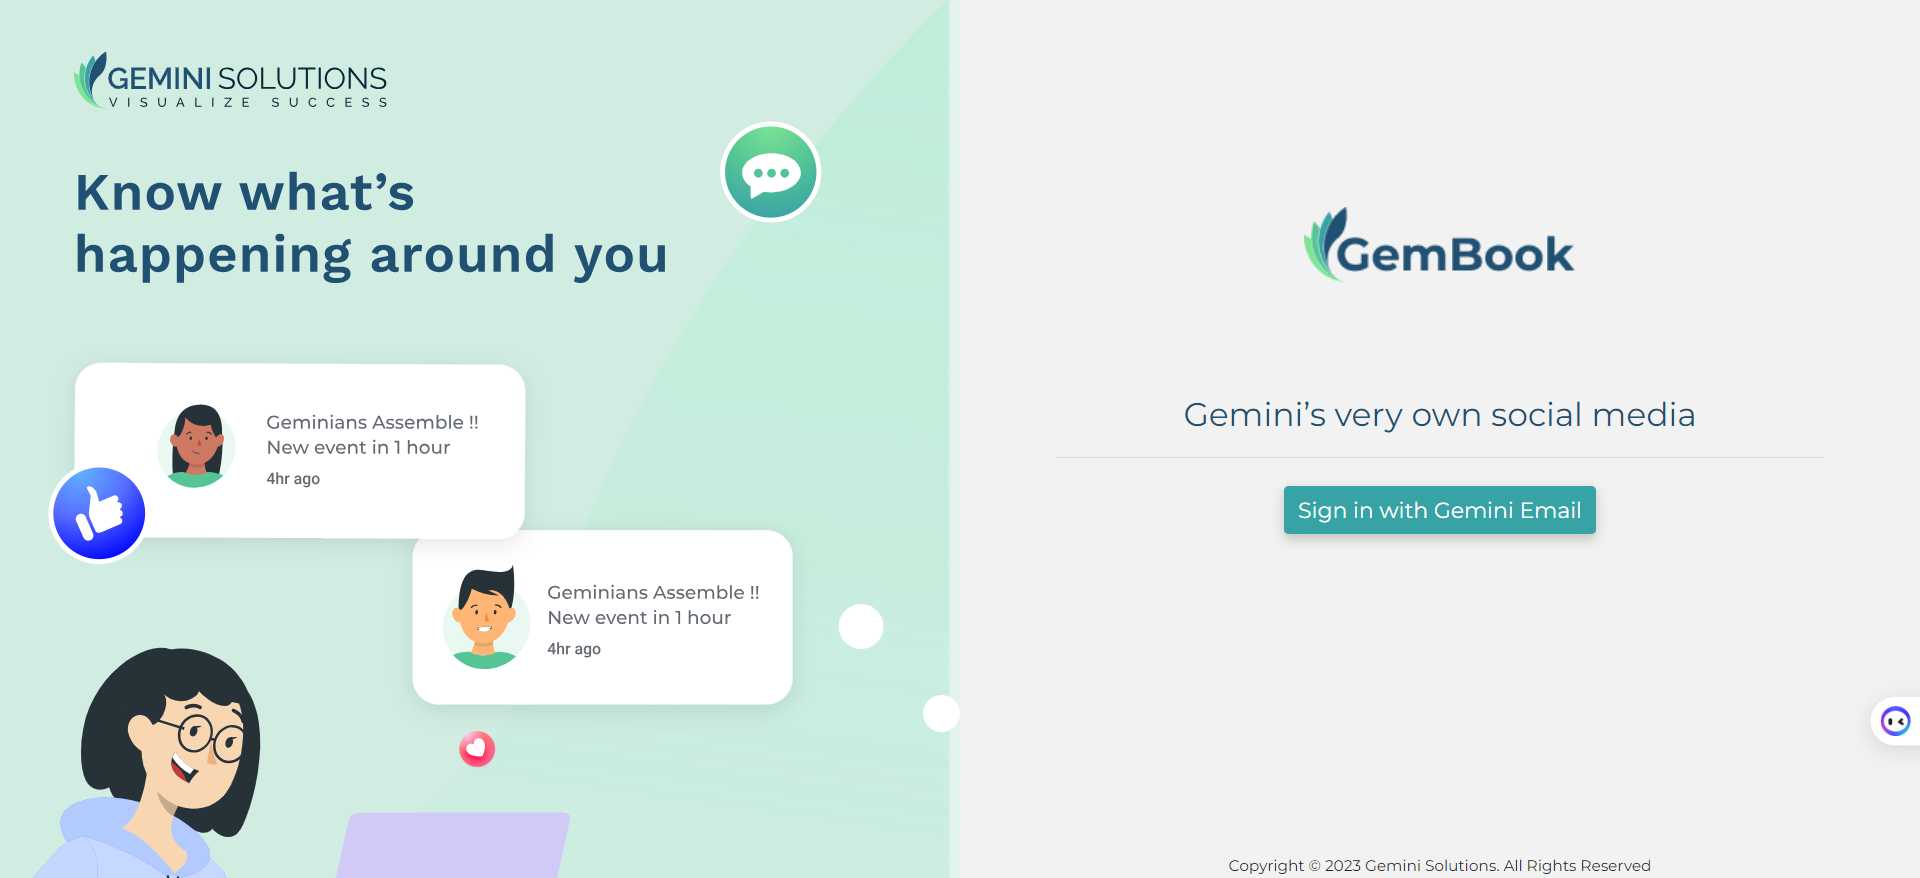 GEMINI SOLUTIONS
VISUALIZE SUCCESS
Know what’s
happening around you
Geminians Assemble !!
New event in 1 hour
4hr ago
Geminians Assemble !!
New event in 1 hour
4hr ago
GemBook
Gemini’s very own social media
Sign in with Gemini Email
Copyright © 2023 Gemini Solutions. All Rights Reserved